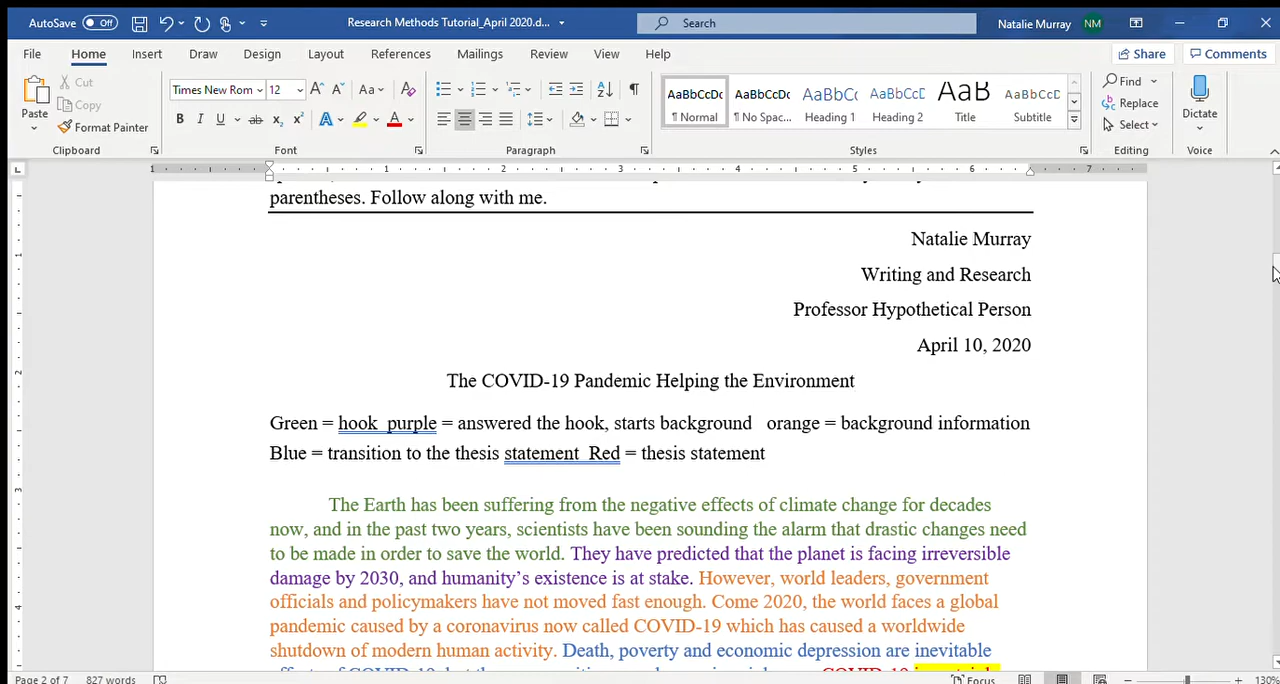 AutoSave Off Research Methods Tutorial_April 2020.d... Search Natalie Murray NM
File Home Insert Draw Design Layout References Mailings Review View Help Share Comments
Paste Cut Copy Format Painter
Times New Rom 12
AaBbCcDc AaBbCcDc AaBbCc AaBbCcD AaB AaBbCcD
¶ Normal ¶ No Spac... Heading 1 Heading 2 Title Subtitle
Find Replace Select Dictate
Clipboard Font Paragraph Styles Editing Voice
1 1 2 3 4 5 6 7
parentheses. Follow along with me.
Natalie Murray
Writing and Research
Professor Hypothetical Person
April 10, 2020
The COVID-19 Pandemic Helping the Environment
Green = hook purple = answered the hook, starts background orange = background information
Blue = transition to the thesis statement Red = thesis statement
The Earth has been suffering from the negative effects of climate change for decades
now, and in the past two years, scientists have been sounding the alarm that drastic changes need
to be made in order to save the world. They have predicted that the planet is facing irreversible
damage by 2030, and humanity's existence is at stake. However, world leaders, government
officials and policymakers have not moved fast enough. Come 2020, the world faces a global
pandemic caused by a coronavirus now called COVID-19 which has caused a worldwide
shutdown of modern human activity. Death, poverty and economic depression are inevitable
Page 2 of 7 827 words Focus 130%